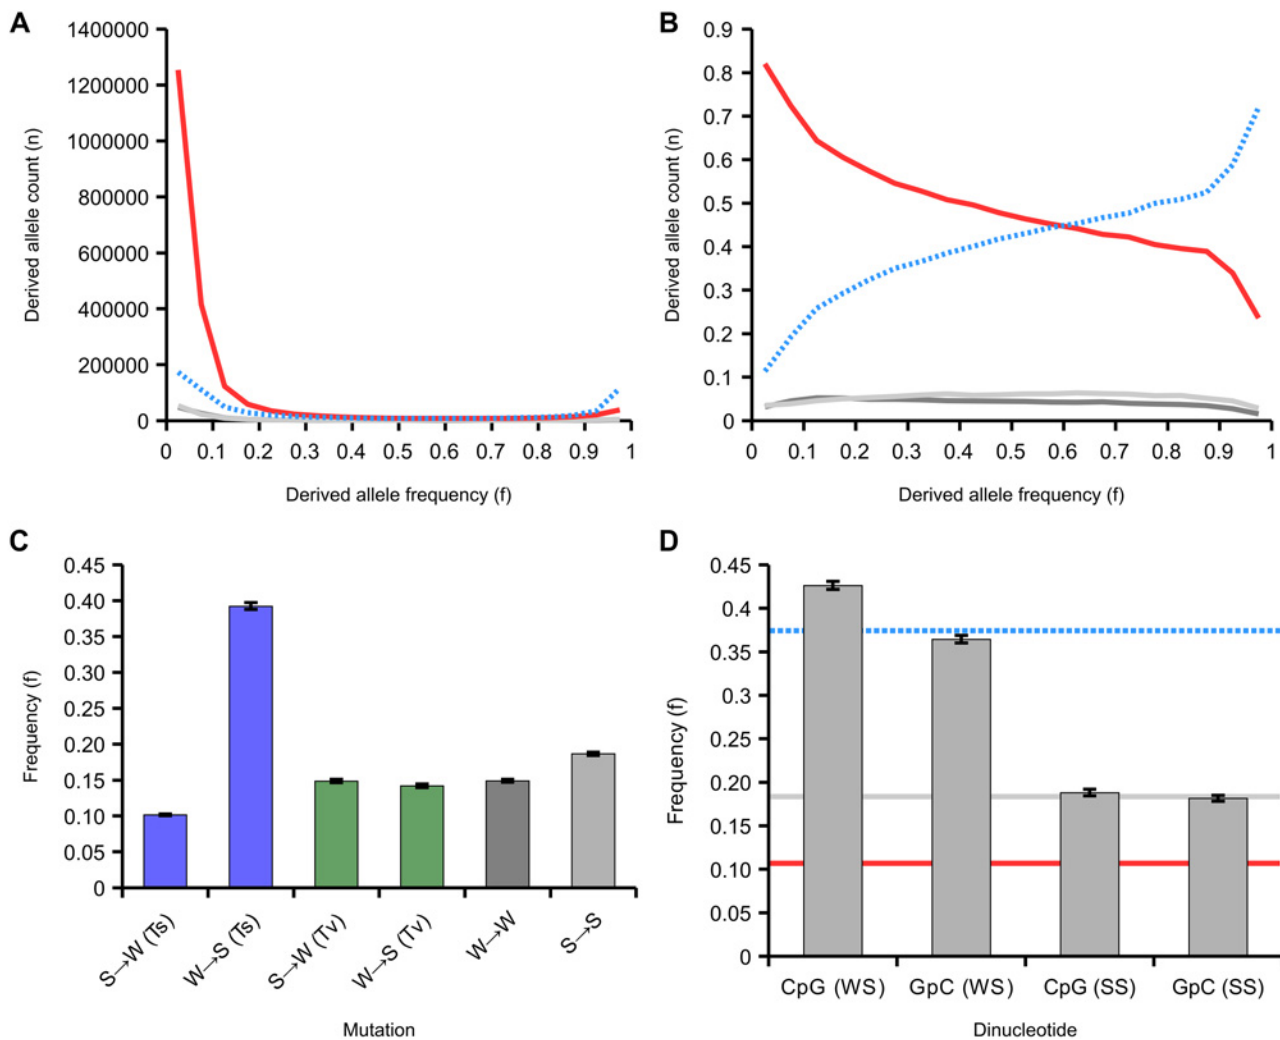 A
1400000
1200000
1000000
800000
600000
400000
200000
0
Derived allele count (n)
0 0.1 0.2 0.3 0.4 0.5 0.6 0.7 0.8 0.9 1
Derived allele frequency (f)
B
0.9
0.8
0.7
0.6
0.5
0.4
0.3
0.2
0.1
0
Derived allele count (n)
0 0.1 0.2 0.3 0.4 0.5 0.6 0.7 0.8 0.9 1
Derived allele frequency (f)
C
0.45
0.40
0.35
0.30
0.25
0.20
0.15
0.10
0.05
0
Frequency (f)
S→W (Ts)
W→S (Ts)
S→W (Tv)
W→S (Tv)
W→W
S→S
Mutation
D
0.45
0.4
0.35
0.3
0.25
0.2
0.15
0.10
0.05
0
Frequency (f)
CpG (WS) GpC (WS) CpG (SS) GpC (SS)
Dinucleotide